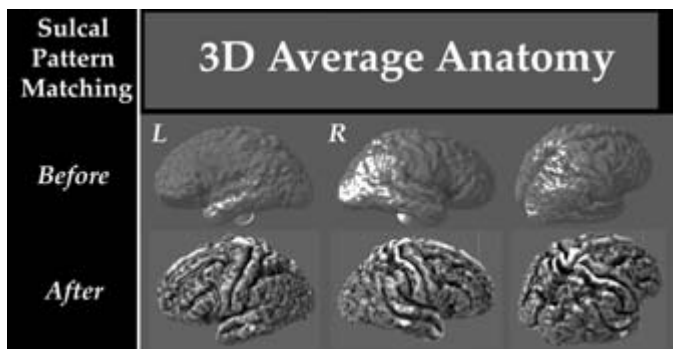 Sulcal
Pattern
Matching
3D Average Anatomy
L
R
Before
After